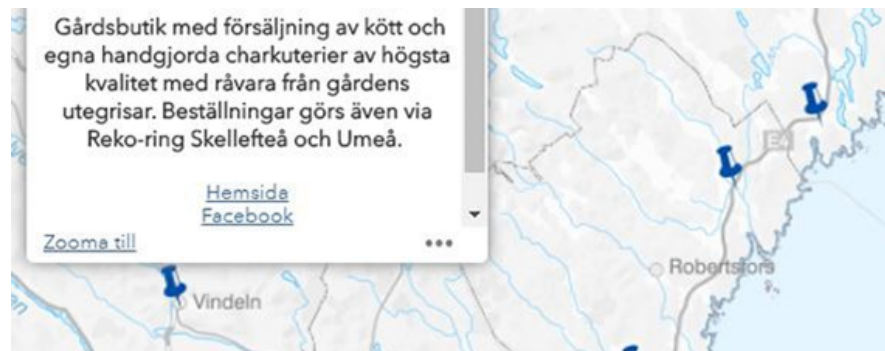 Gårdsbutik med försäljning av kött och
egna handgjorda charkuterier av högsta
kvalitet med råvara från gårdens
utegrisar. Beställningar görs även via
Reko-ring Skellefteå och Umeå.
Hemsida
Facebook
Zooma till
E4
Robertsfors
Vindeln